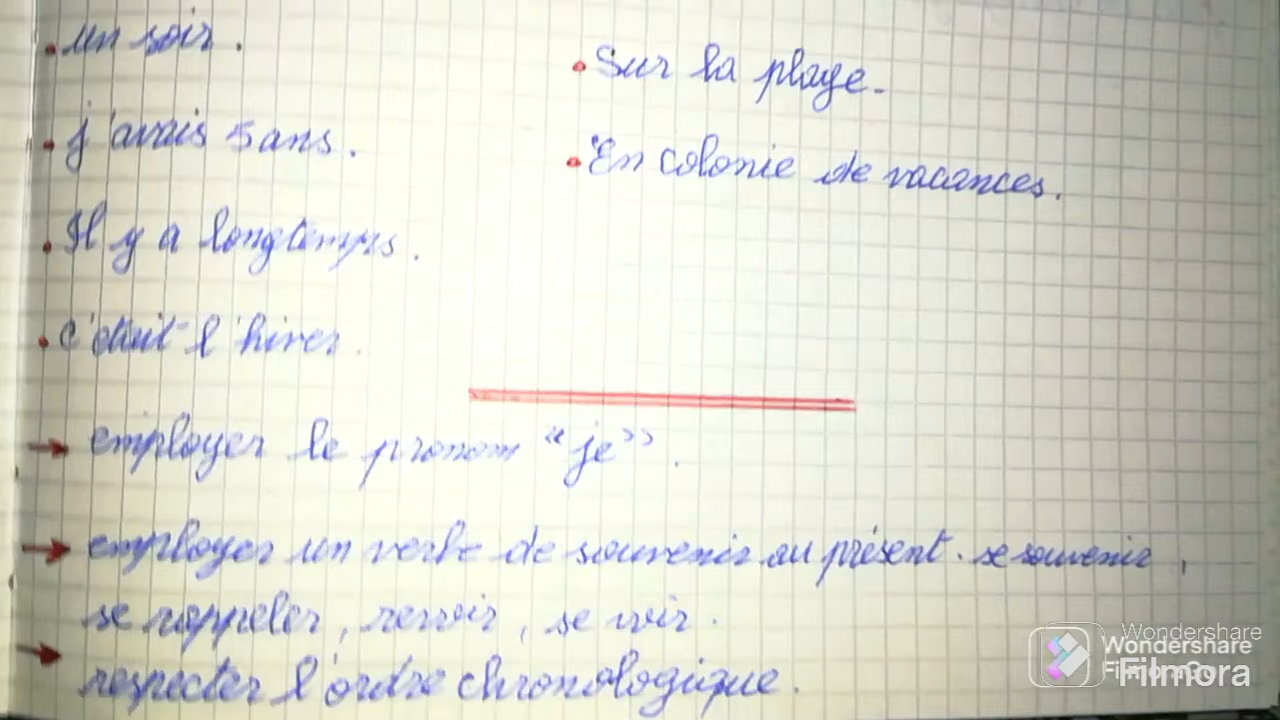 • un soir.
• j'avais 5 ans.
• Il y a longtemps.
• c'était l'hiver.
• Sur la plage.
• En colonie de vacances.
→ employer le pronom "je".
→ employer un verbe de souvenir au présent. se souvenir,
se rappeler, revoir, se voir.
→ respecter l'ordre chronologique.
Wondershare
Filmora
Wondershare
Filmora